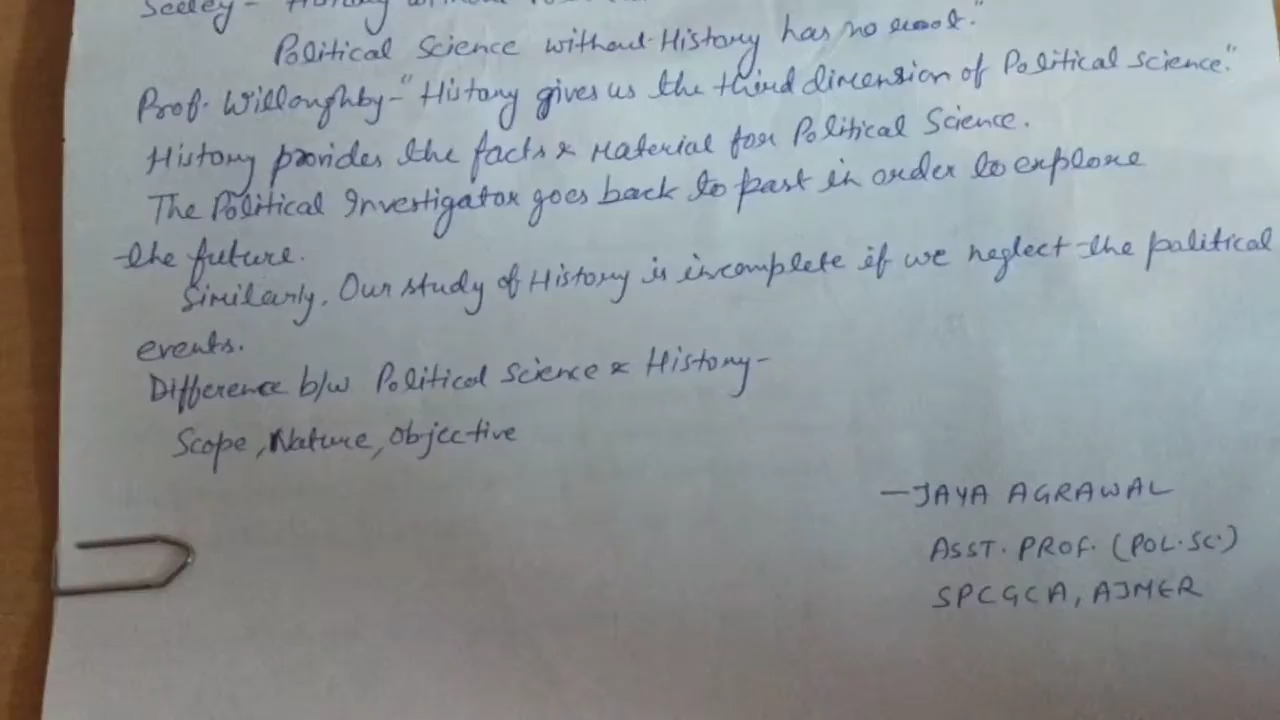 Seeley - History without
Political Science without History has no root."
Prof. Willoughby - "History gives us the third dimension of Political science."
History provides the facts & Material for Political Science.
The Political Investigator goes back to past in order to explore
the future.
Similarly, Our study of History is incomplete if we neglect the political
events.
Difference b/w Political Science & History -
Scope, Nature, Objective
- JAYA AGRAWAL
ASST. PROF. (POL.SC.)
SPCGCA, AJMER